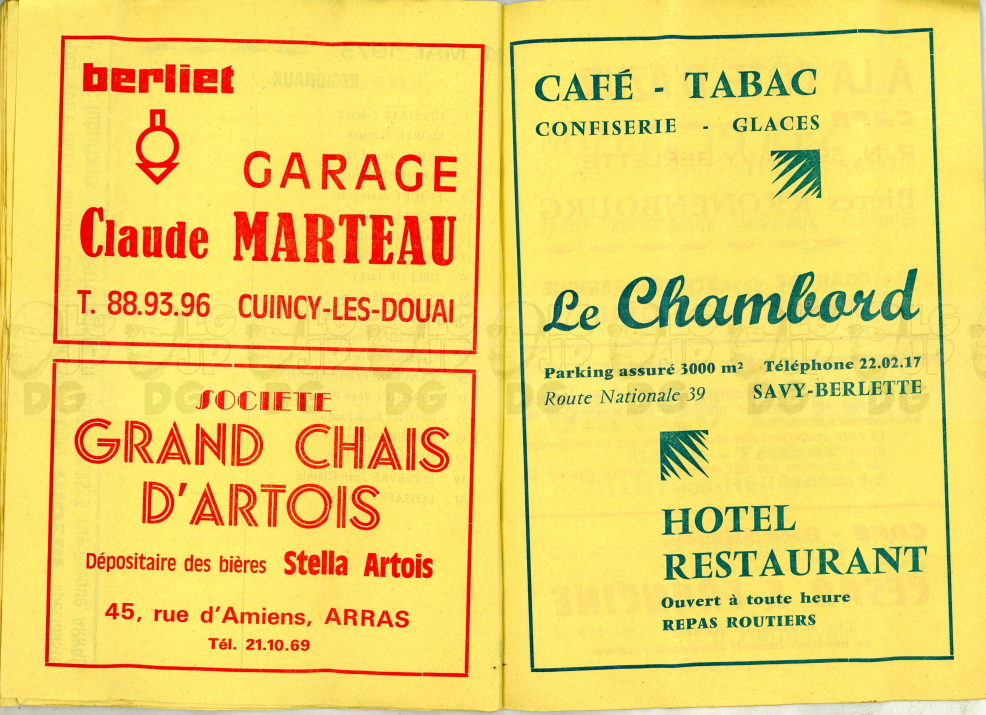 berliet
GARAGE
Claude MARTEAU
T. 88.93.96 CUINCY-LES-DOUAI
SOCIETE
GRAND CHAIS
D'ARTOIS
Dépositaire des bières Stella Artois
45, rue d'Amiens, ARRAS
Tél. 21.10.69
CAFÉ - TABAC
CONFISERIE - GLACES
Le Chambord
Parking assuré 3000 m² Téléphone 22.02.17
Route Nationale 39 SAVY-BERLETTE
HOTEL
RESTAURANT
Ouvert à toute heure
REPAS ROUTIERS